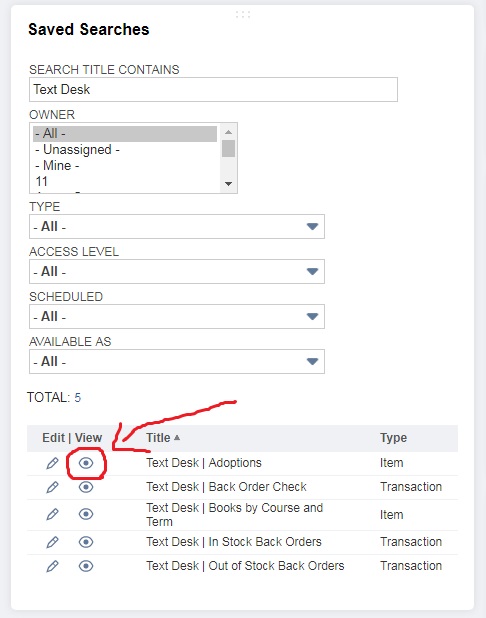 Saved Searches
SEARCH TITLE CONTAINS
Text Desk
OWNER
- All -
- Unassigned -
- Mine -
11
TYPE
- All -
ACCESS LEVEL
- All -
SCHEDULED
- All -
AVAILABLE AS
- All -
TOTAL: 5
Edit | View Title Type
Text Desk | Adoptions Item
Text Desk | Back Order Check Transaction
Text Desk | Books by Course and
Term Item
Text Desk | In Stock Back Orders Transaction
Text Desk | Out of Stock Back Orders Transaction